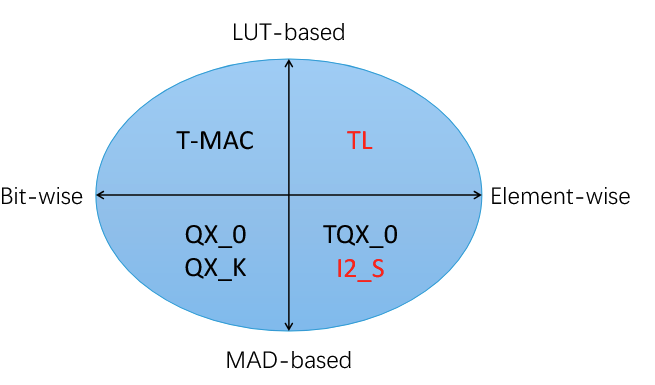 LUT-based
T-MAC
TL
Bit-wise
Element-wise
QX_0
QX_K
TQX_0
I2_S
MAD-based